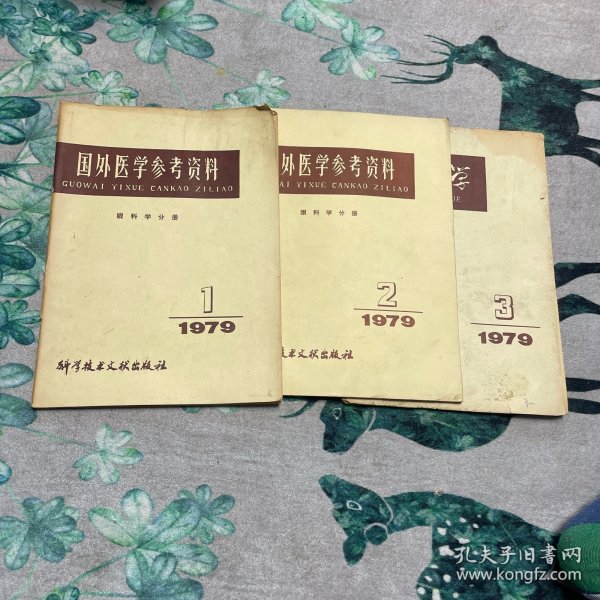 国外医学参考资料
GUOWAI YIXUE CANKAO ZILIAO
眼科学分册
1
1979
科学技术文献出版社
外医学参考资料
AI YIXUE CANKAO ZILIAO
眼科学分册
2
1979
技术文献出版社
学
UE
3
1979
孔夫子旧书网
www.kongfz.com